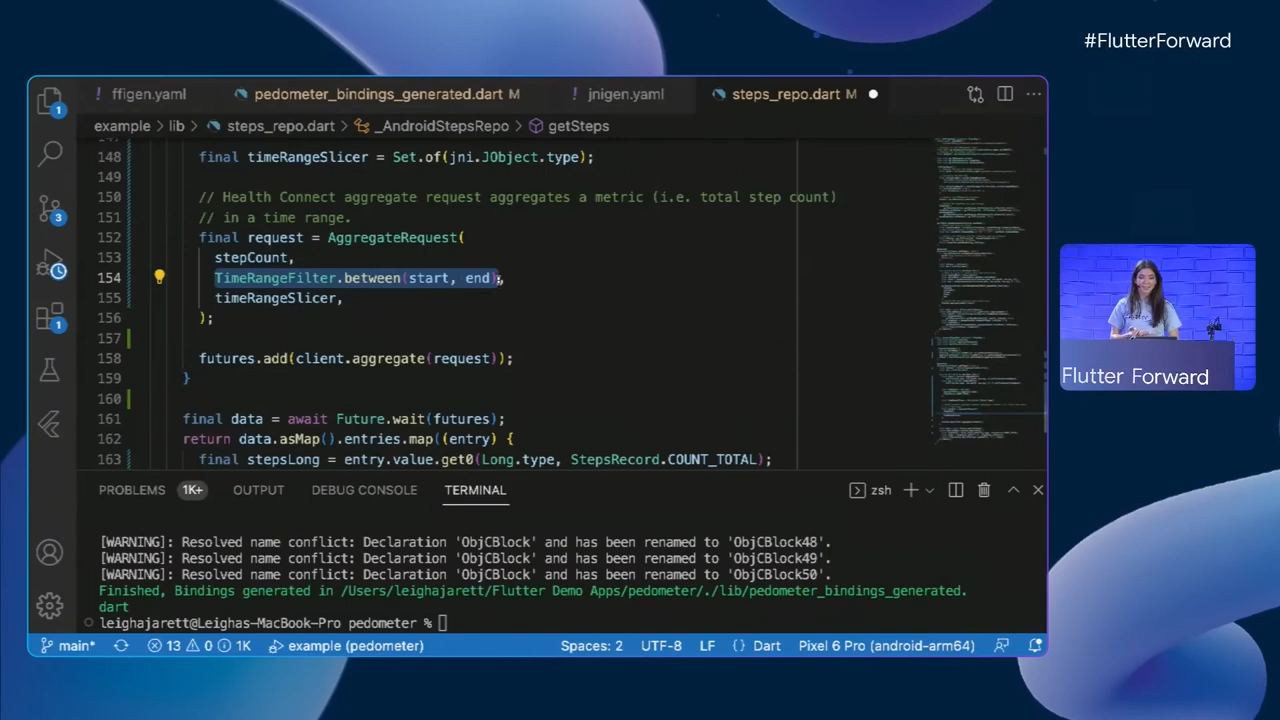 #FlutterForward
ffigen.yaml pedometer_bindings_generated.dart M jnigen.yaml steps_repo.dart M
example > lib > steps_repo.dart > _AndroidStepsRepo > getSteps
148 final timeRangeSlicer = Set.of(jni.JObject.type);
149
150 // Health Connect aggregate request aggregates a metric (i.e. total step count)
151 // in a time range.
152 final request = AggregateRequest(
153 stepCount,
154 TimeRangeFilter.between(start, end),
155 timeRangeSlicer,
156 );
157
158 futures.add(client.aggregate(request));
159 }
160
161 final data = await Future.wait(futures);
162 return data.asMap().entries.map((entry) {
163 final stepsLong = entry.value.get0(Long.type, StepsRecord.COUNT_TOTAL);
1
3
1
PROBLEMS 1K+ OUTPUT DEBUG CONSOLE TERMINAL zsh
[WARNING]: Resolved name conflict: Declaration 'ObjCBlock' and has been renamed to 'ObjCBlock48'.
[WARNING]: Resolved name conflict: Declaration 'ObjCBlock' and has been renamed to 'ObjCBlock49'.
[WARNING]: Resolved name conflict: Declaration 'ObjCBlock' and has been renamed to 'ObjCBlock50'.
Finished, Bindings generated in /Users/leighajarett/Flutter Demo Apps/pedometer/./lib/pedometer_bindings_generated.
dart
leighajarett@Leighas-MacBook-Pro pedometer %
main* 13 0 1K example (pedometer) Spaces: 2 UTF-8 LF {} Dart Pixel 6 Pro (android-arm64)
Flutter Forward